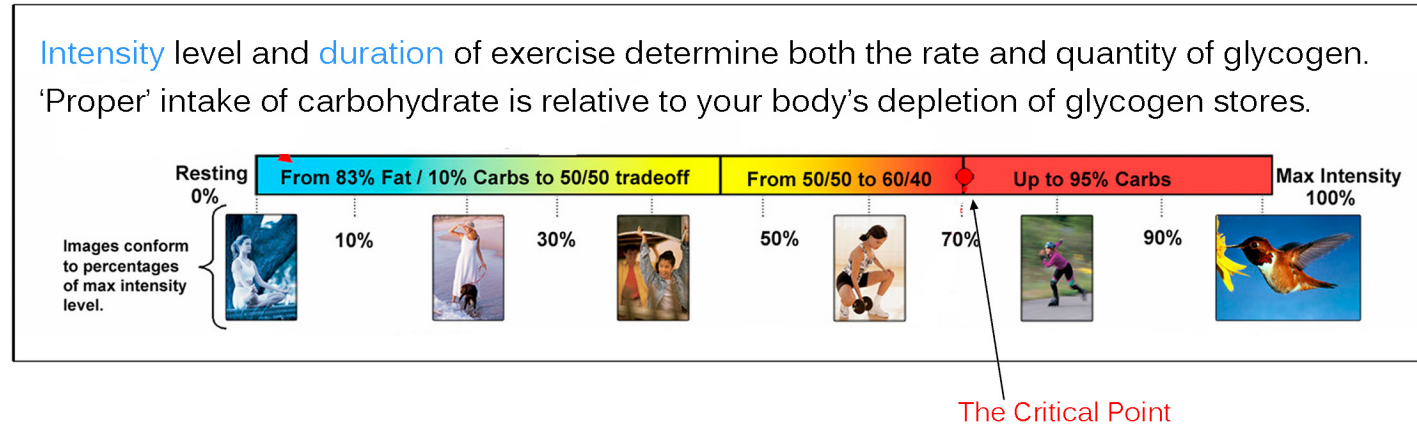 Intensity level and duration of exercise determine both the rate and quantity of glycogen.
‘Proper’ intake of carbohydrate is relative to your body’s depletion of glycogen stores.
Resting
0%
From 83% Fat / 10% Carbs to 50/50 tradeoff
From 50/50 to 60/40
Up to 95% Carbs
Max Intensity
100%
Images conform
to percentages
of max intensity
level.
10%
30%
50%
70%
90%
The Critical Point